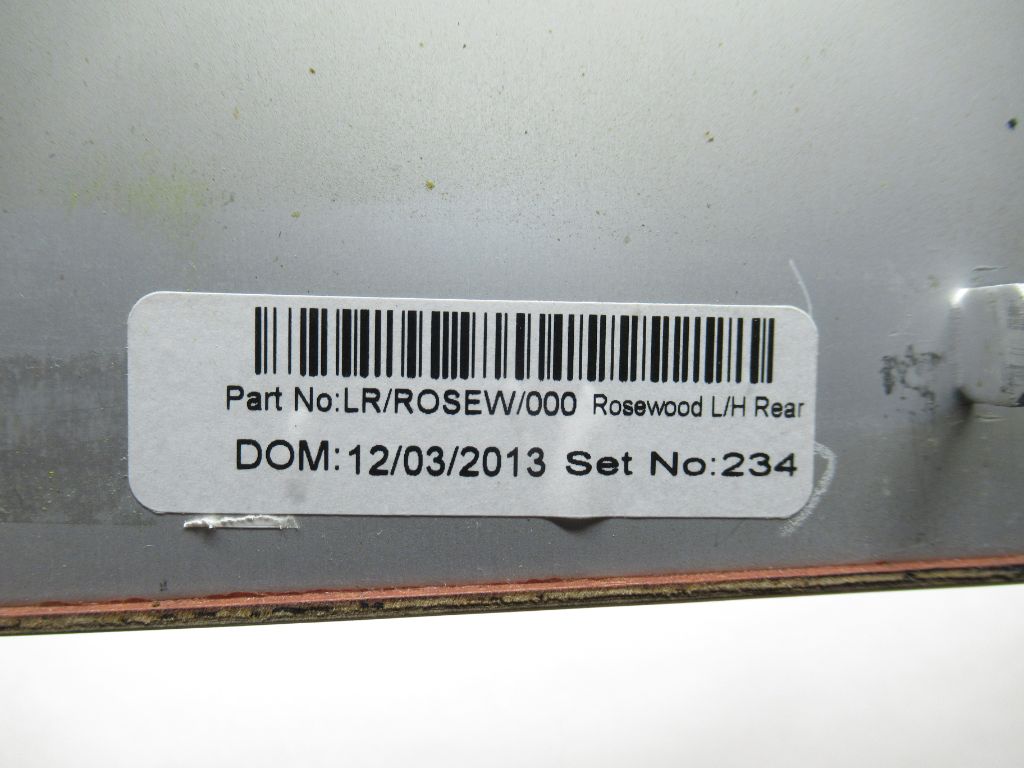 Part No:LR/ROSEW/000 Rosewood L/H Rear
DOM:12/03/2013 Set No:234